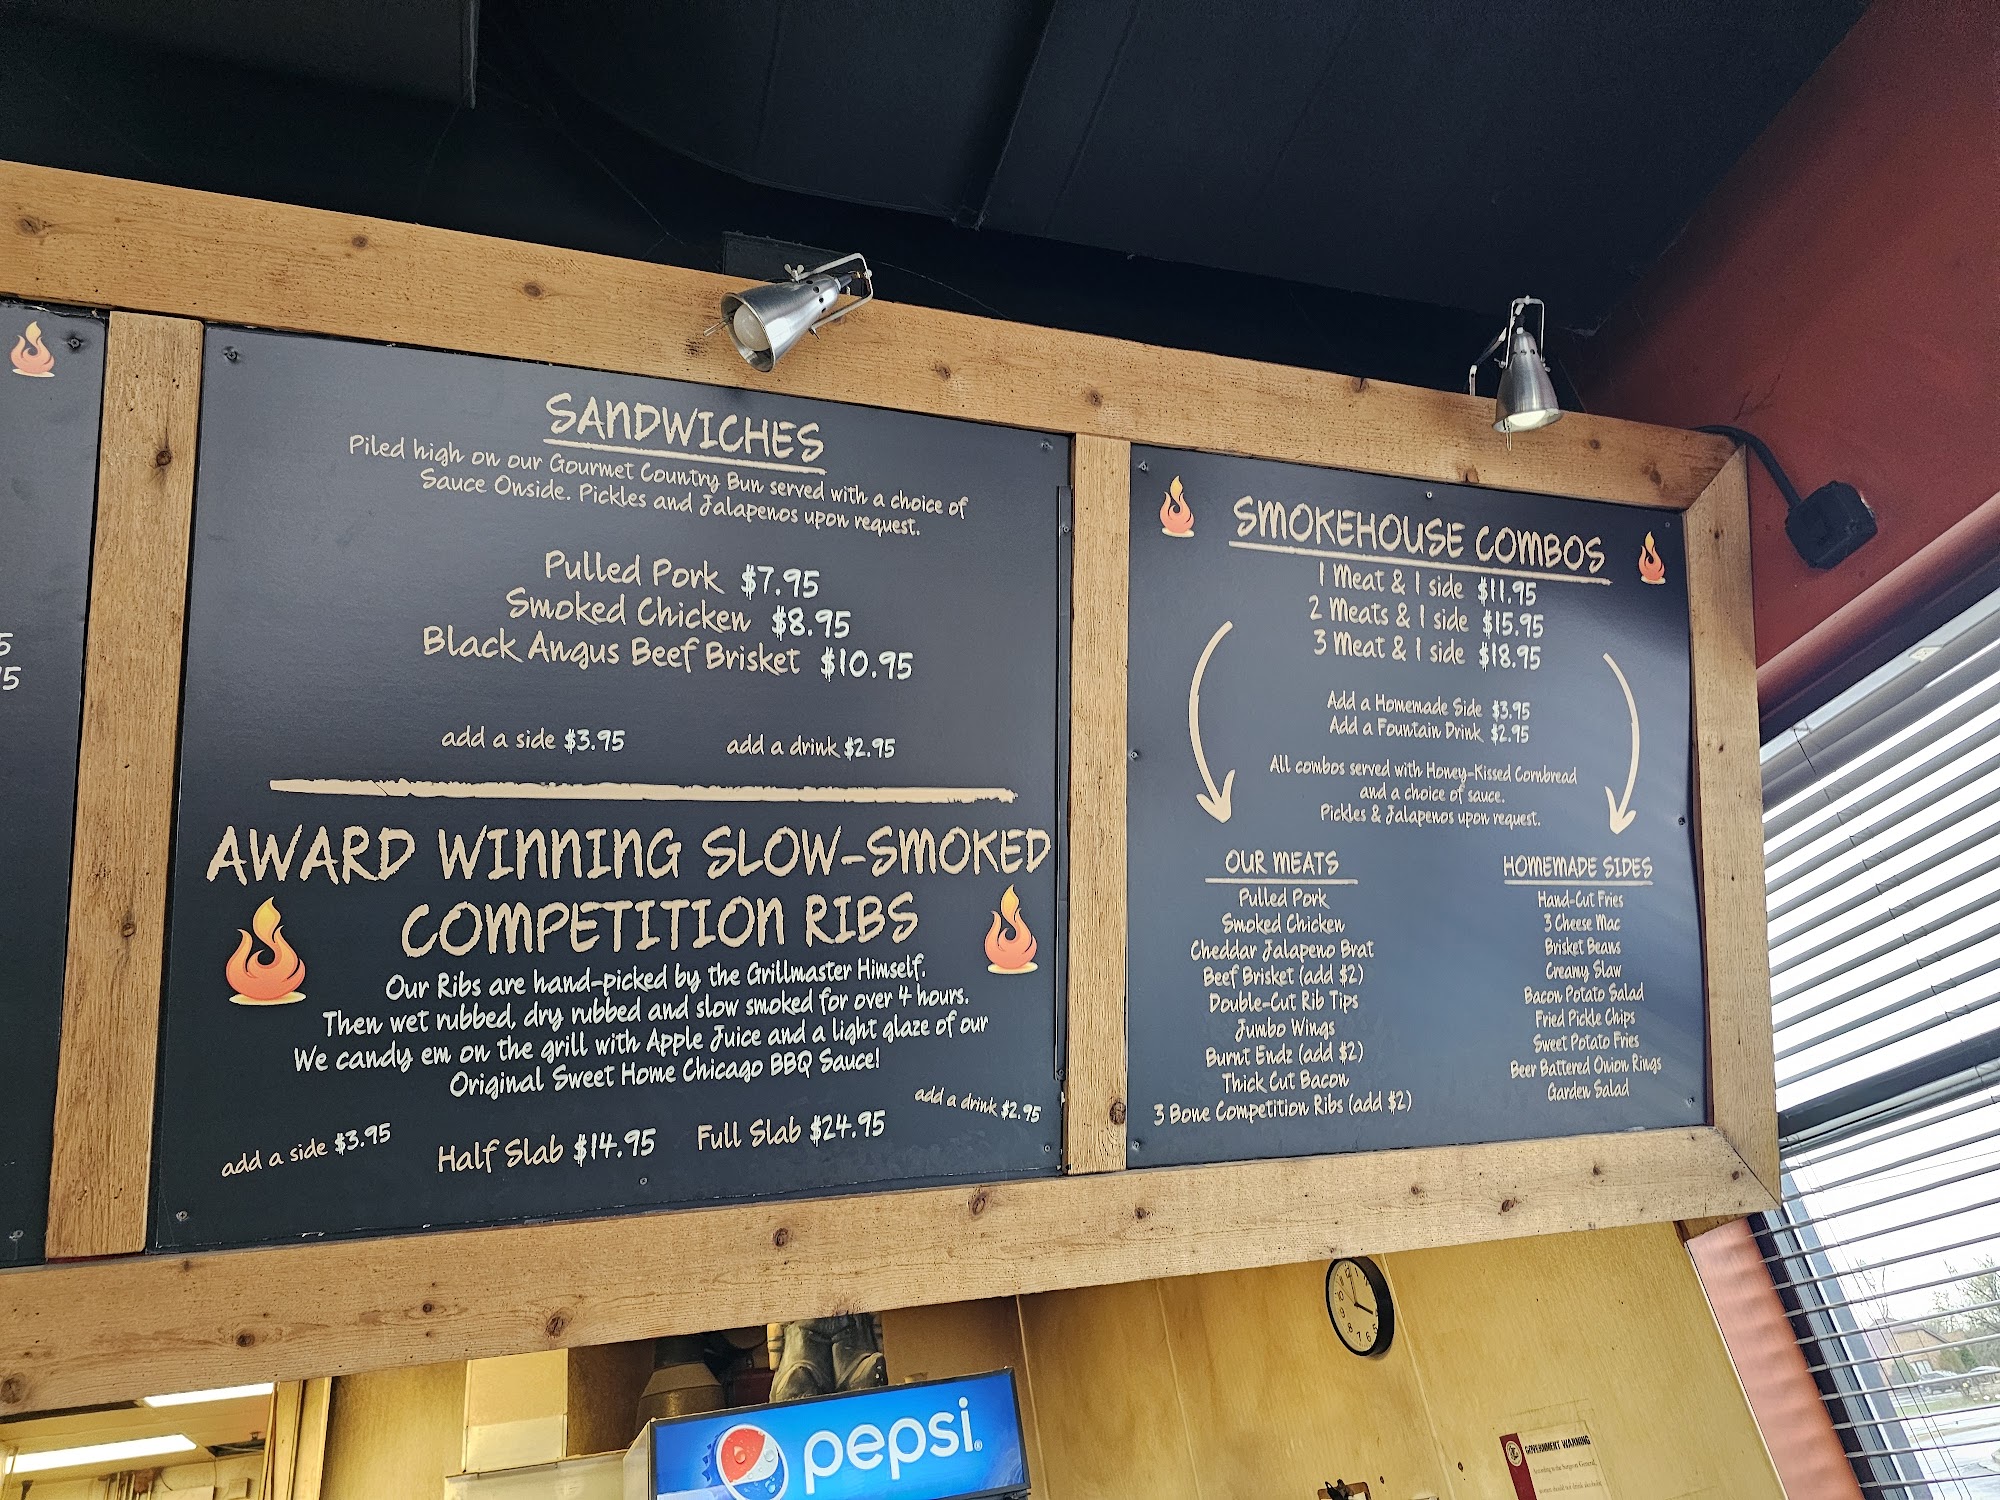 5
5
SANDWICHES
Piled high on our Gourmet Country Bun served with a choice of
Sauce Onside. Pickles and Jalapenos upon request.
Pulled Pork $7.95
Smoked Chicken $8.95
Black Angus Beef Brisket $10.95
add a side $3.95
add a drink $2.95
AWARD WINNING SLOW-SMOKED
COMPETITION RIBS
Our Ribs are hand-picked by the Grillmaster Himself.
Then wet rubbed, dry rubbed and slow smoked for over 4 hours.
We candy em on the grill with Apple Juice and a light glaze of our
Original Sweet Home Chicago BBQ Sauce!
add a side $3.95
Half Slab $14.95
Full Slab $24.95
add a drink $2.95
SMOKEHOUSE COMBOS
1 Meat & 1 side $11.95
2 Meats & 1 side $15.95
3 Meat & 1 side $18.95
Add a Homemade Side $3.95
Add a Fountain Drink $2.95
All combos served with Honey-Kissed Cornbread
and a choice of sauce.
Pickles & Jalapenos upon request.
OUR MEATS
Pulled Pork
Smoked Chicken
Cheddar Jalapeno Brat
Beef Brisket (add $2)
Double-Cut Rib Tips
Jumbo Wings
Burnt Endz (add $2)
Thick Cut Bacon
3 Bone Competition Ribs (add $2)
HOMEMADE SIDES
Hand-Cut Fries
3 Cheese Mac
Brisket Beans
Creamy Slaw
Bacon Potato Salad
Fried Pickle Chips
Sweet Potato Fries
Beer Battered Onion Rings
Garden Salad
pepsi
GOVERNMENT WARNING
According to the Surgeon General,